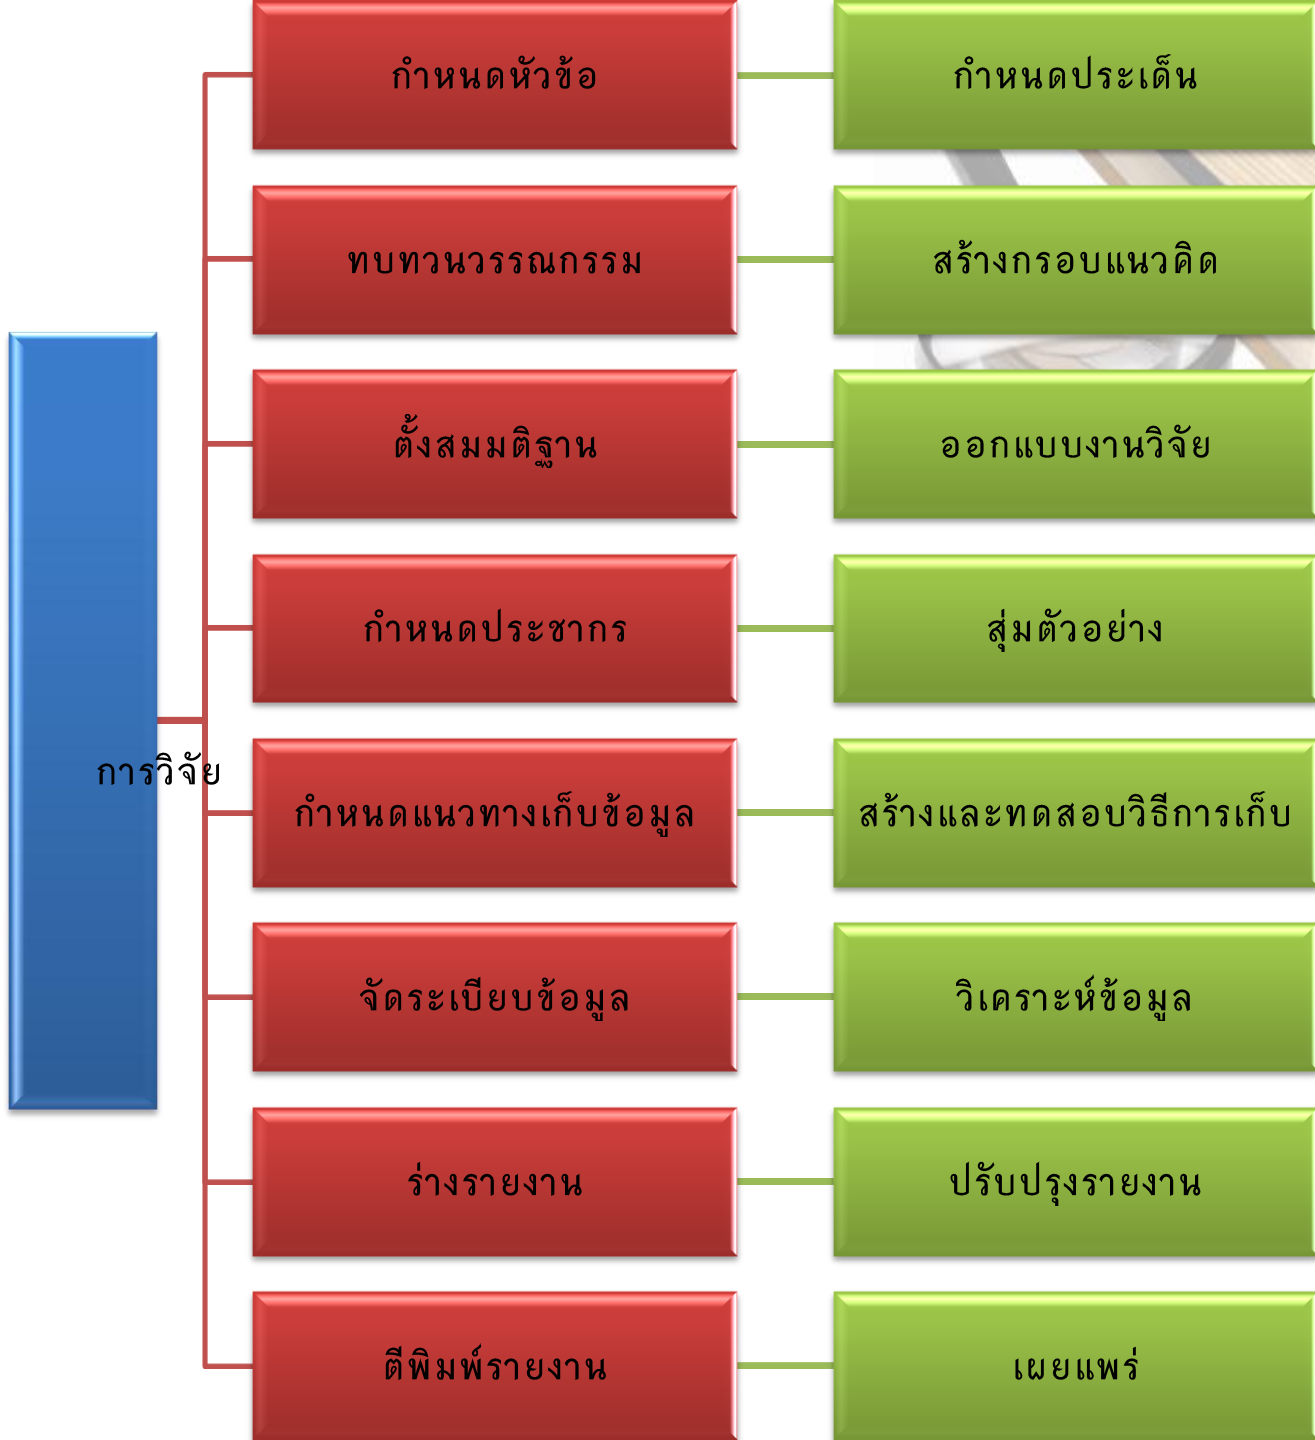 กำหนดหัวข้อ
กำหนดประเด็น
ทบทวนวรรณกรรม
สร้างกรอบแนวคิด
ตั้งสมมติฐาน
ออกแบบงานวิจัย
กำหนดประชากร
สุ่มตัวอย่าง
การวิจัย
กำหนดแนวทางเก็บข้อมูล
สร้างและทดสอบวิธีการเก็บ
จัดระเบียบข้อมูล
วิเคราะห์ข้อมูล
ร่างรายงาน
ปรับปรุงรายงาน
ตีพิมพ์รายงาน
เผยแพร่